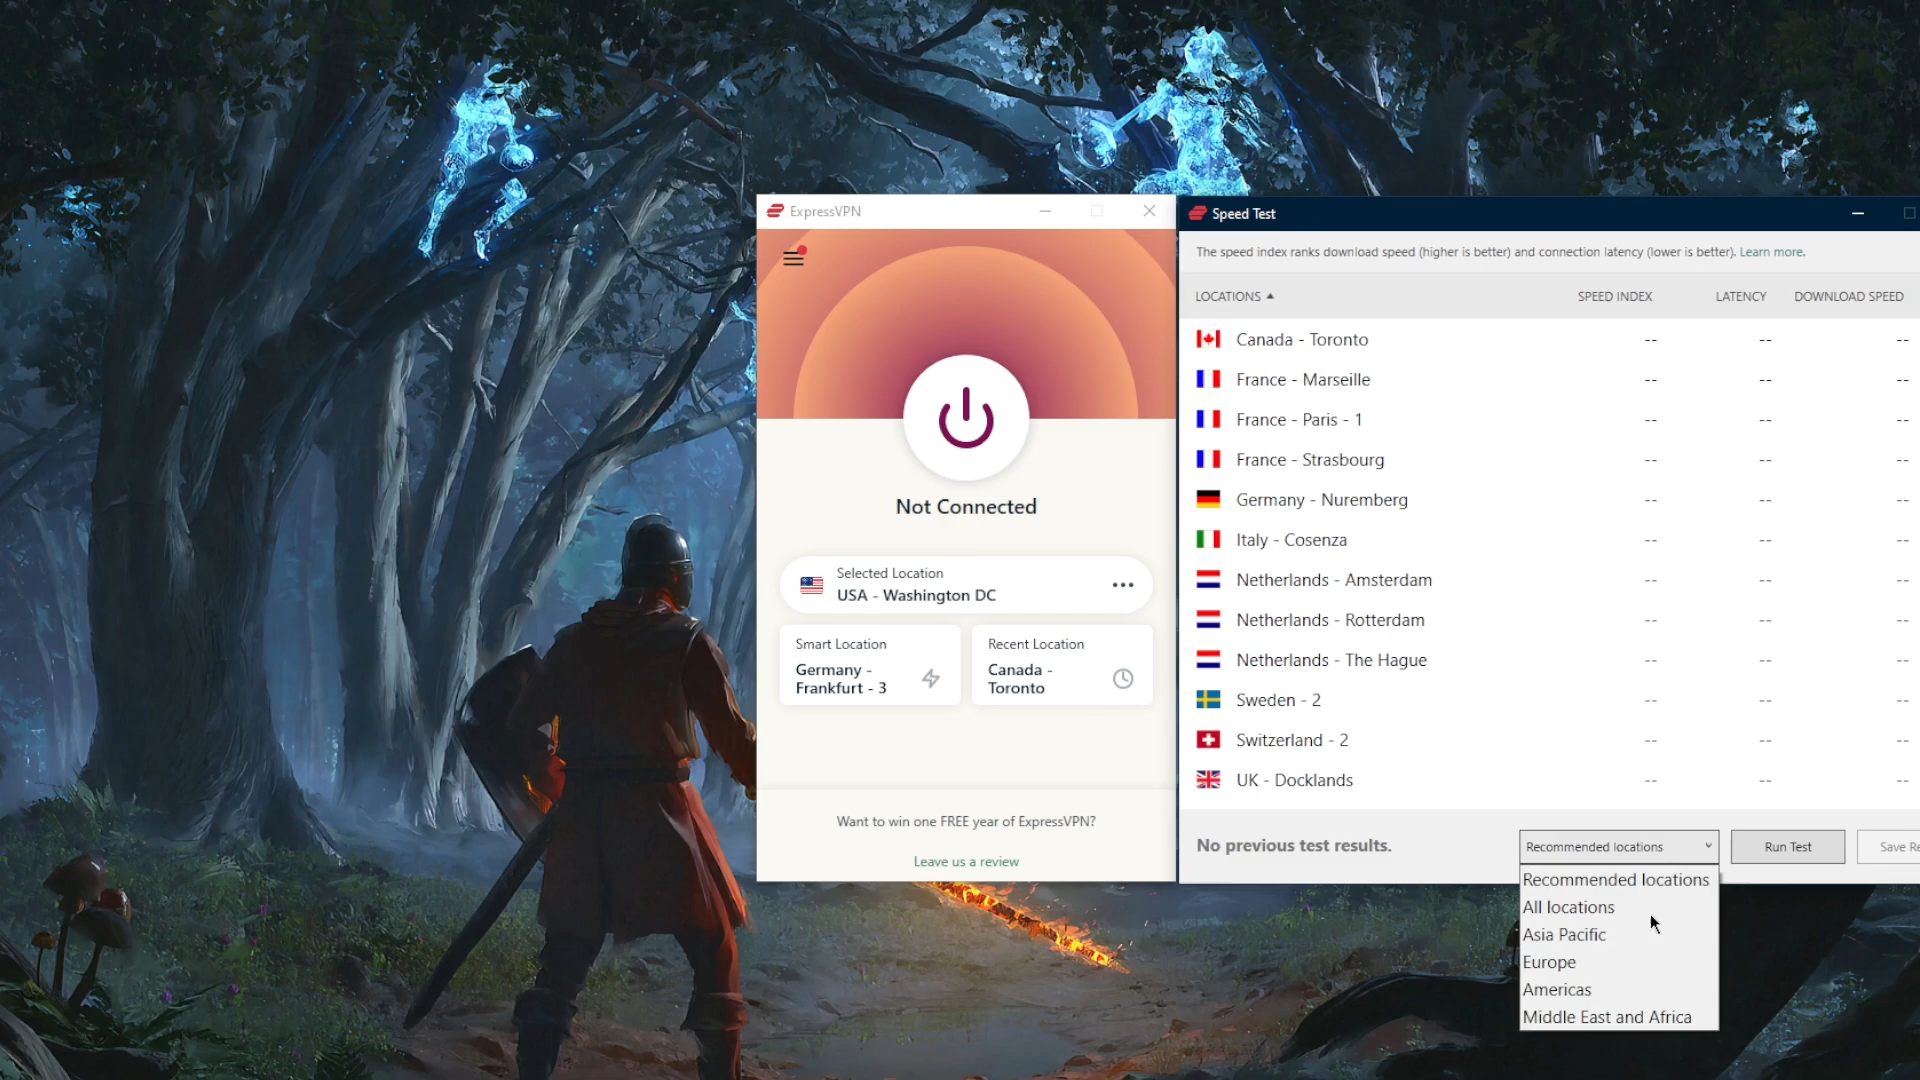 ExpressVPN
Not Connected
Selected Location
USA - Washington DC
Smart Location
Germany -
Frankfurt - 3
Recent Location
Canada -
Toronto
Want to win one FREE year of ExpressVPN?
Leave us a review
Speed Test
The speed index ranks download speed (higher is better) and connection latency (lower is better). Learn more.
LOCATIONS SPEED INDEX LATENCY DOWNLOAD SPEED
Canada - Toronto -- -- --
France - Marseille -- -- --
France - Paris - 1 -- -- --
France - Strasbourg -- -- --
Germany - Nuremberg -- -- --
Italy - Cosenza -- -- --
Netherlands - Amsterdam -- -- --
Netherlands - Rotterdam -- -- --
Netherlands - The Hague -- -- --
Sweden - 2 -- -- --
Switzerland - 2 -- -- --
UK - Docklands -- -- --
No previous test results. Recommended locations Run Test Save Re
Recommended locations
All locations
Asia Pacific
Europe
Americas
Middle East and Africa